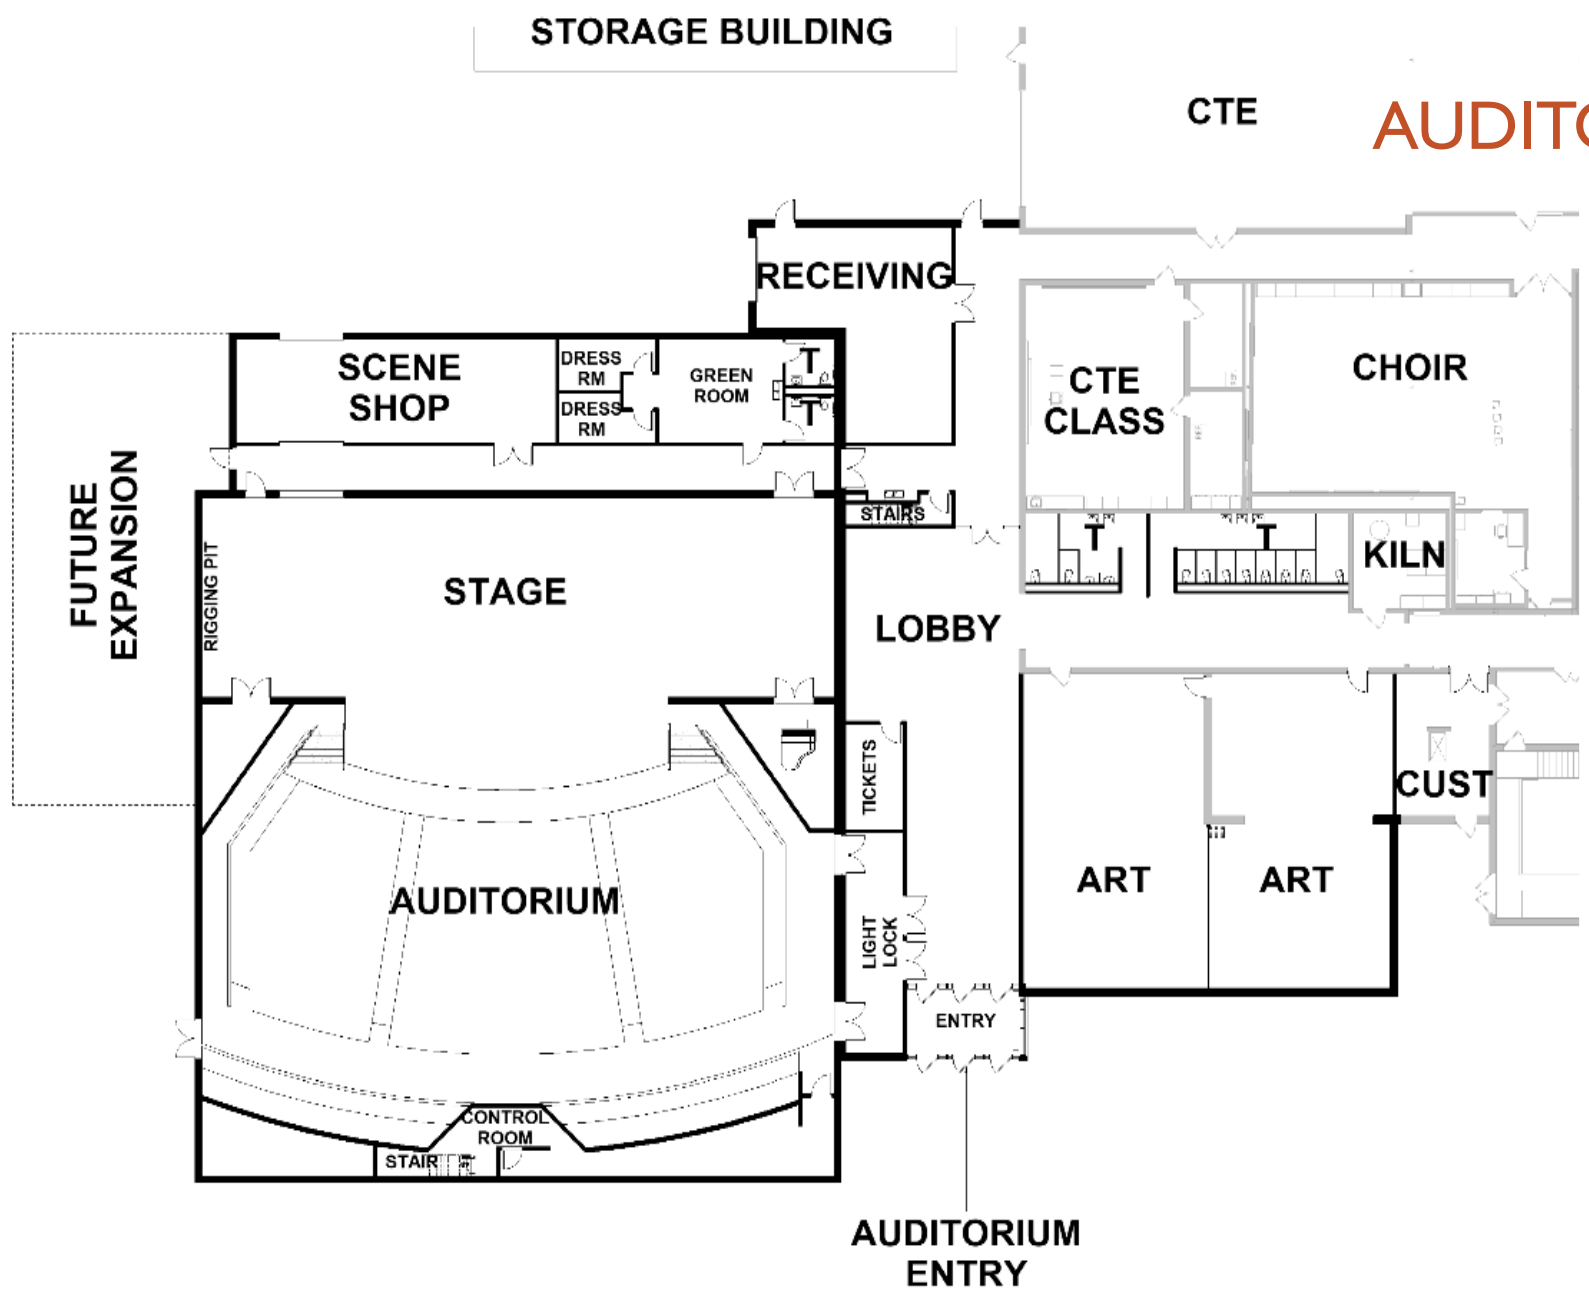 STORAGE BUILDING
CTE
AUDITO
RECEIVING
SCENE
SHOP
DRESS
RM
DRESS
RM
GREEN
ROOM
T
T
CTE
CLASS
CHOIR
FUTURE
EXPANSION
STAIRS
RIGGING PIT
STAGE
T
T
KILN
LOBBY
TICKETS
CUST
AUDITORIUM
ART
ART
LIGHT
LOCK
ENTRY
CONTROL
ROOM
STAIR
AUDITORIUM
ENTRY